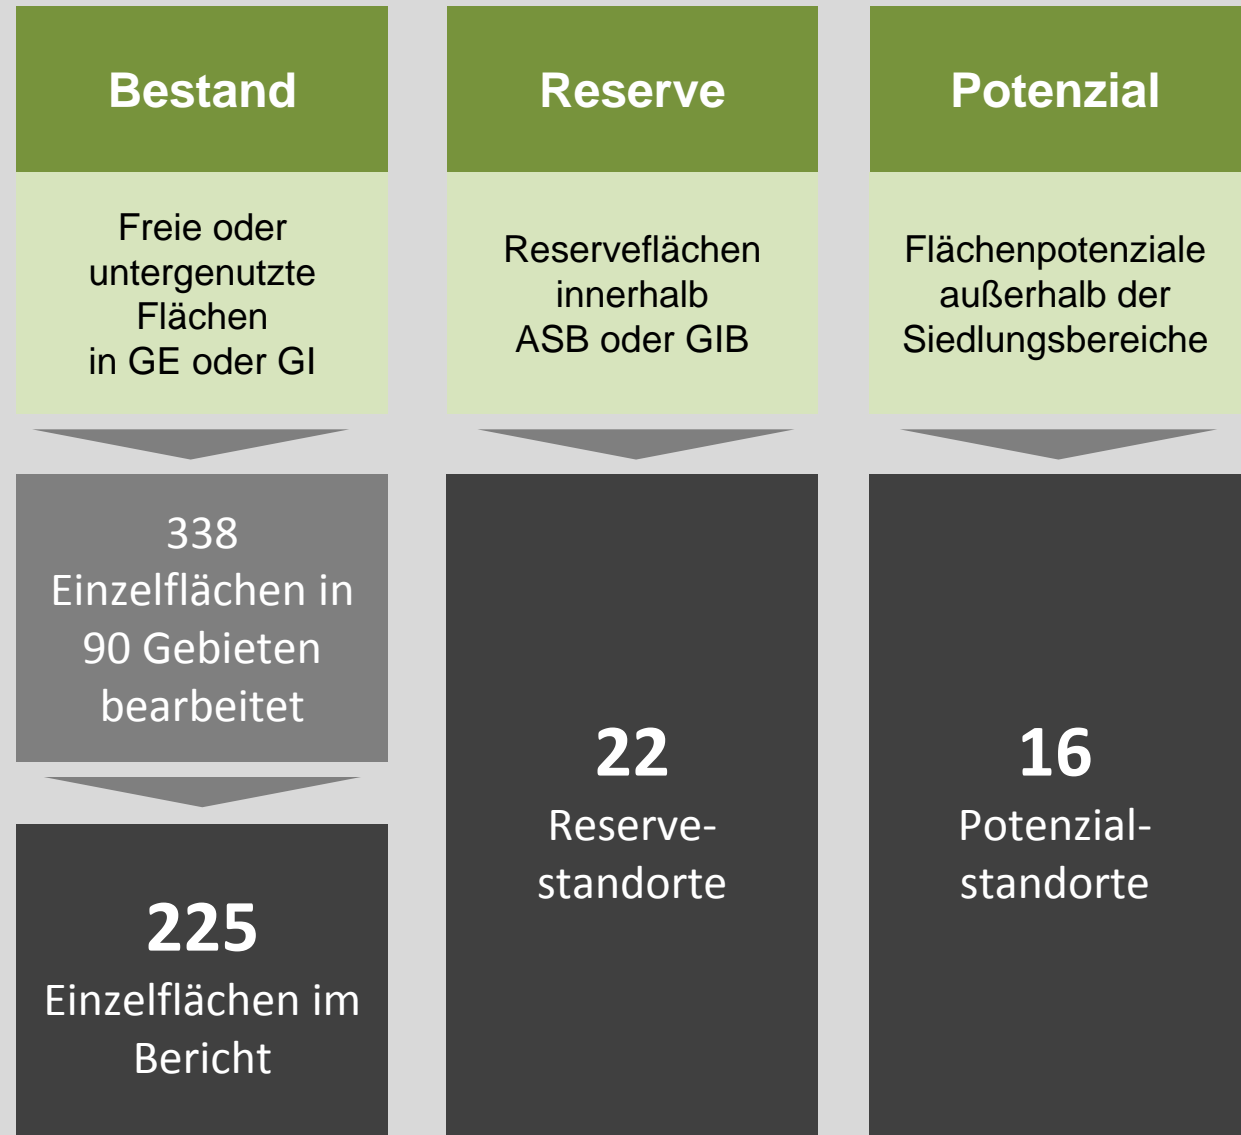 Bestand
Freie oder
untergenutzte
Flächen
in GE oder GI
338
Einzelflächen in
90 Gebieten
bearbeitet
225
Einzelflächen im
Bericht
Reserve
Reserveflächen
innerhalb
ASB oder GIB
22
Reserve-
standorte
Potenzial
Flächenpotenziale
außerhalb der
Siedlungsbereiche
16
Potenzial-
standorte